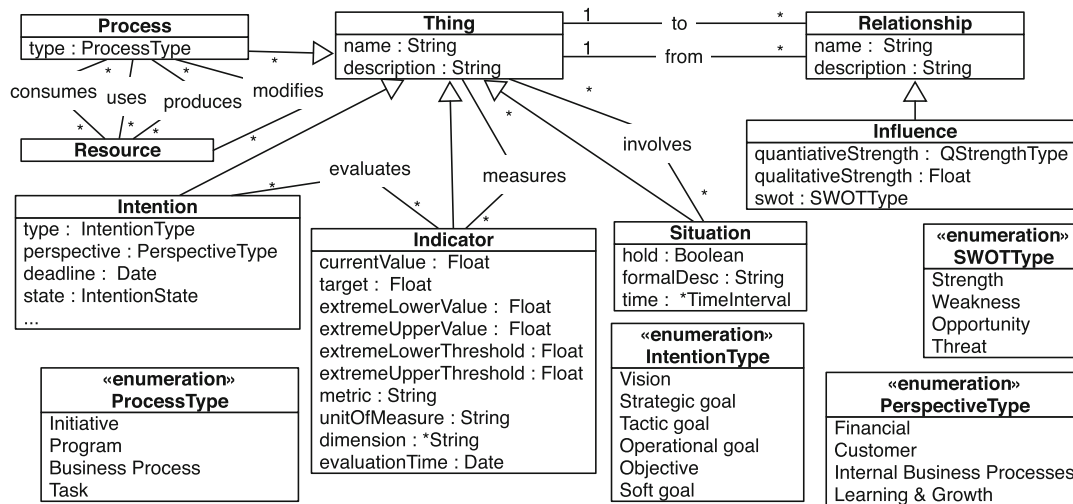 Process
type : ProcessType
consumes
uses
produces
modifies
*
*
*
*
*
*
*
*
Resource
Thing
name : String
description : String
1
to
*
1
from
*
Relationship
name : String
description : String
Influence
quantiativeStrength : QStrengthType
qualitativeStrength : Float
swot : SWOTType
evaluates
*
*
measures
*
*
involves
*
*
Intention
type : IntentionType
perspective : PerspectiveType
deadline : Date
state : IntentionState
...
Indicator
currentValue : Float
target : Float
extremeLowerValue : Float
extremeUpperValue : Float
extremeLowerThreshold : Float
extremeUpperThreshold : Float
metric : String
unitOfMeasure : String
dimension : *String
evaluationTime : Date
Situation
hold : Boolean
formalDesc : String
time : *TimeInterval
«enumeration»
SWOTType
Strength
Weakness
Opportunity
Threat
«enumeration»
ProcessType
Initiative
Program
Business Process
Task
«enumeration»
IntentionType
Vision
Strategic goal
Tactic goal
Operational goal
Objective
Soft goal
«enumeration»
PerspectiveType
Financial
Customer
Internal Business Processes
Learning & Growth